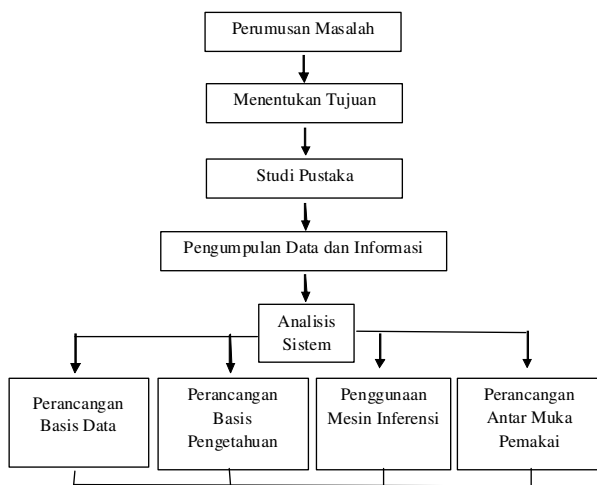 Perumusan Masalah
Menentukan Tujuan
Studi Pustaka
Pengumpulan Data dan Informasi
Analisis
Sistem
Perancangan
Basis Data
Perancangan
Basis
Pengetahuan
Penggunaan
Mesin Inferensi
Perancangan
Antar Muka
Pemakai